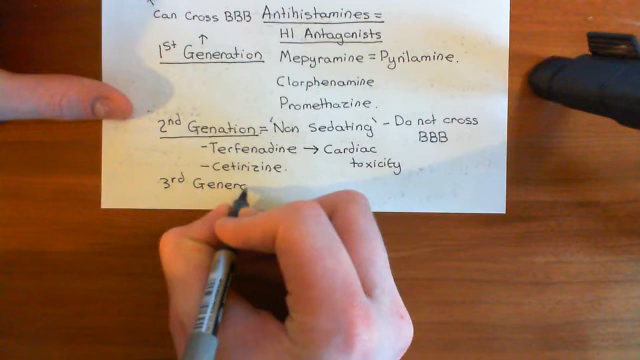 Can Cross BBB Antihistamines =
H1 Antagonists
1st Generation Mepyramine = Pyrilamine.
Clorphenamine
Promethazine.
2nd Genation = 'Non Sedating' - Do not cross
BBB
- Terfenadine → Cardiac
toxicity
- Cetirizine.
3rd Genera